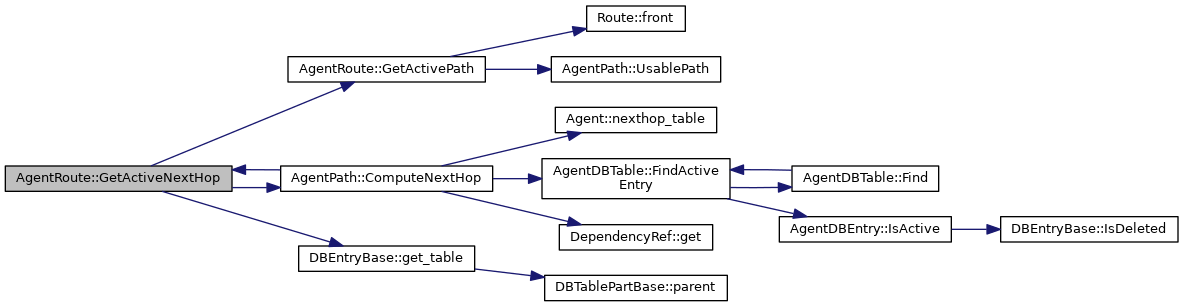 Route::front
AgentRoute::GetActivePath
AgentPath::UsablePath
Agent::nexthop_table
AgentRoute::GetActiveNextHop
AgentPath::ComputeNextHop
AgentDBTable::FindActive
Entry
AgentDBTable::Find
AgentDBEntry::IsActive
DBEntryBase::IsDeleted
DependencyRef::get
DBEntryBase::get_table
DBTablePartBase::parent